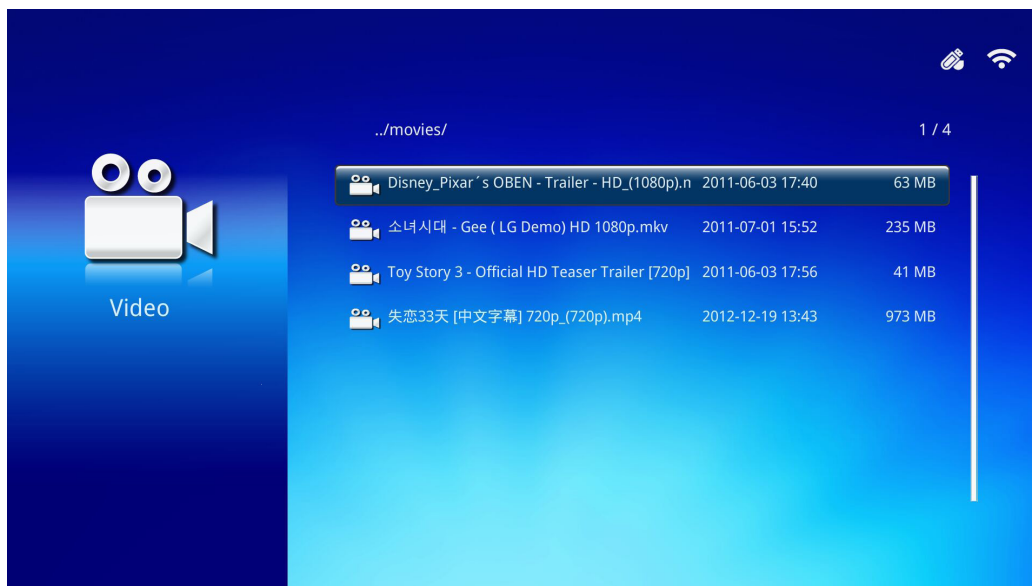 ../movies/ 1 / 4
Disney_Pixar´s OBEN - Trailer - HD_(1080p).n 2011-06-03 17:40 63 MB
소녀시대 - Gee ( LG Demo) HD 1080p.mkv 2011-07-01 15:52 235 MB
Toy Story 3 - Official HD Teaser Trailer [720p] 2011-06-03 17:56 41 MB
Video
失恋33天 [中文字幕] 720p_(720p).mp4 2012-12-19 13:43 973 MB